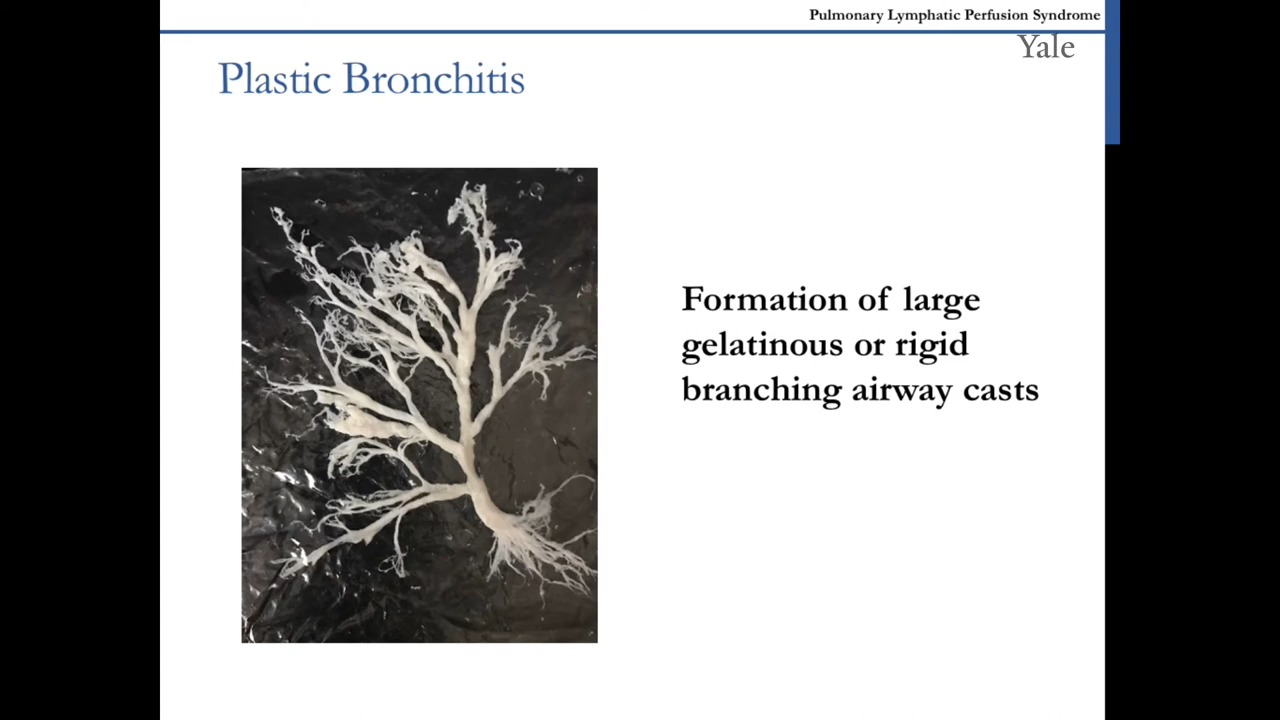 Pulmonary Lymphatic Perfusion Syndrome
Yale
Plastic Bronchitis
Formation of large
gelatinous or rigid
branching airway casts